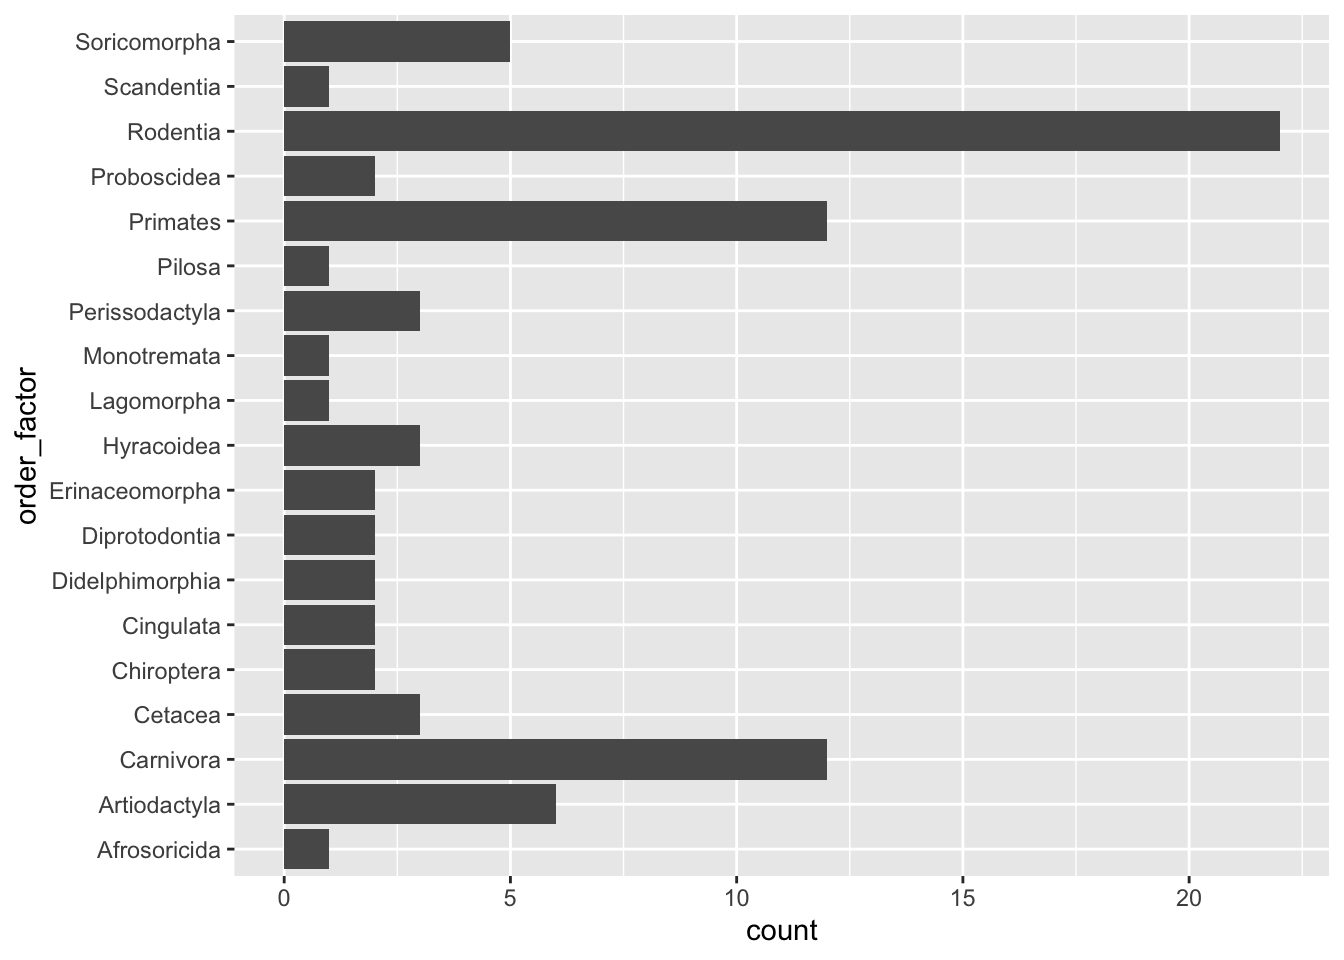 Soricomorpha
Scandentia
Rodentia
Proboscidea
Primates
Pilosa
Perissodactyla
Monotremata
Lagomorpha
Hyracoidea
Erinaceomorpha
Diprotodontia
Didelphimorphia
Cingulata
Chiroptera
Cetacea
Carnivora
Artiodactyla
Afrosoricida
order_factor
0 5 10 15 20
count